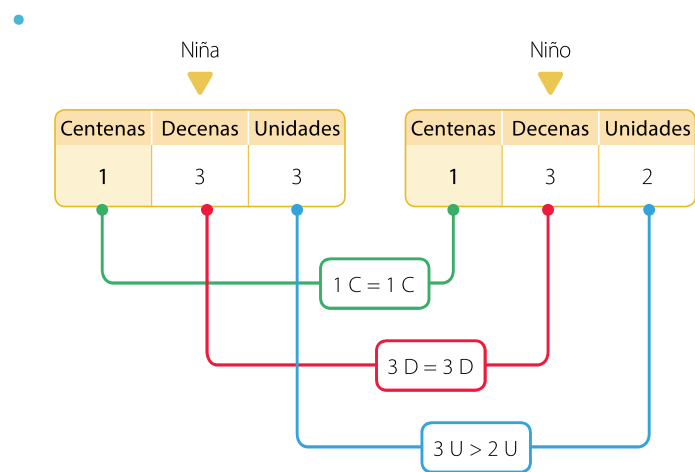 Niña Niño
Centenas Decenas Unidades Centenas Decenas Unidades
1 3 3 1 3 2
1 C = 1 C
3 D = 3 D
3 U > 2 U